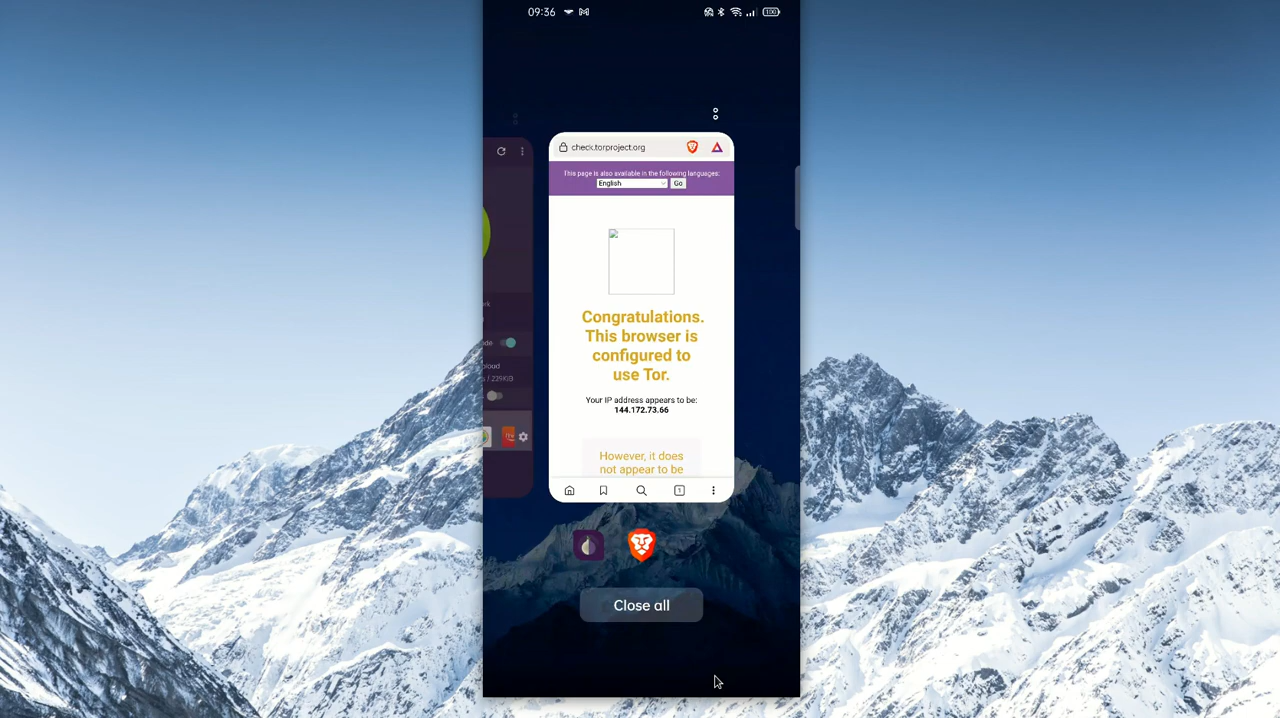 09:36
100
check.torproject.org
This page is also available in the following languages:
English Go
Congratulations.
This browser is
configured to
use Tor.
Your IP address appears to be:
144.172.73.66
However, it does
not appear to be
1
Close all